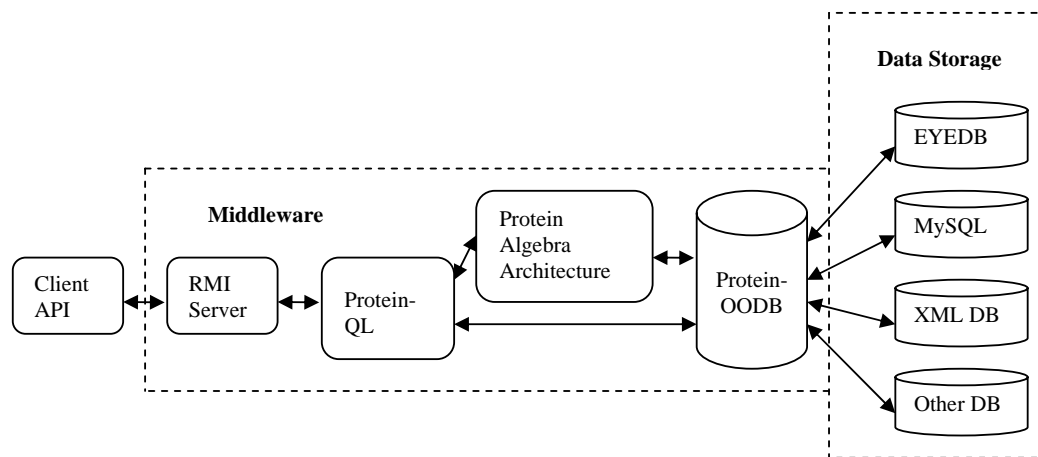 Data Storage
EYEDB
MySQL
XML DB
Other DB
Middleware
Client
API
RMI
Server
Protein-
QL
Protein
Algebra
Architecture
Protein-
OODB